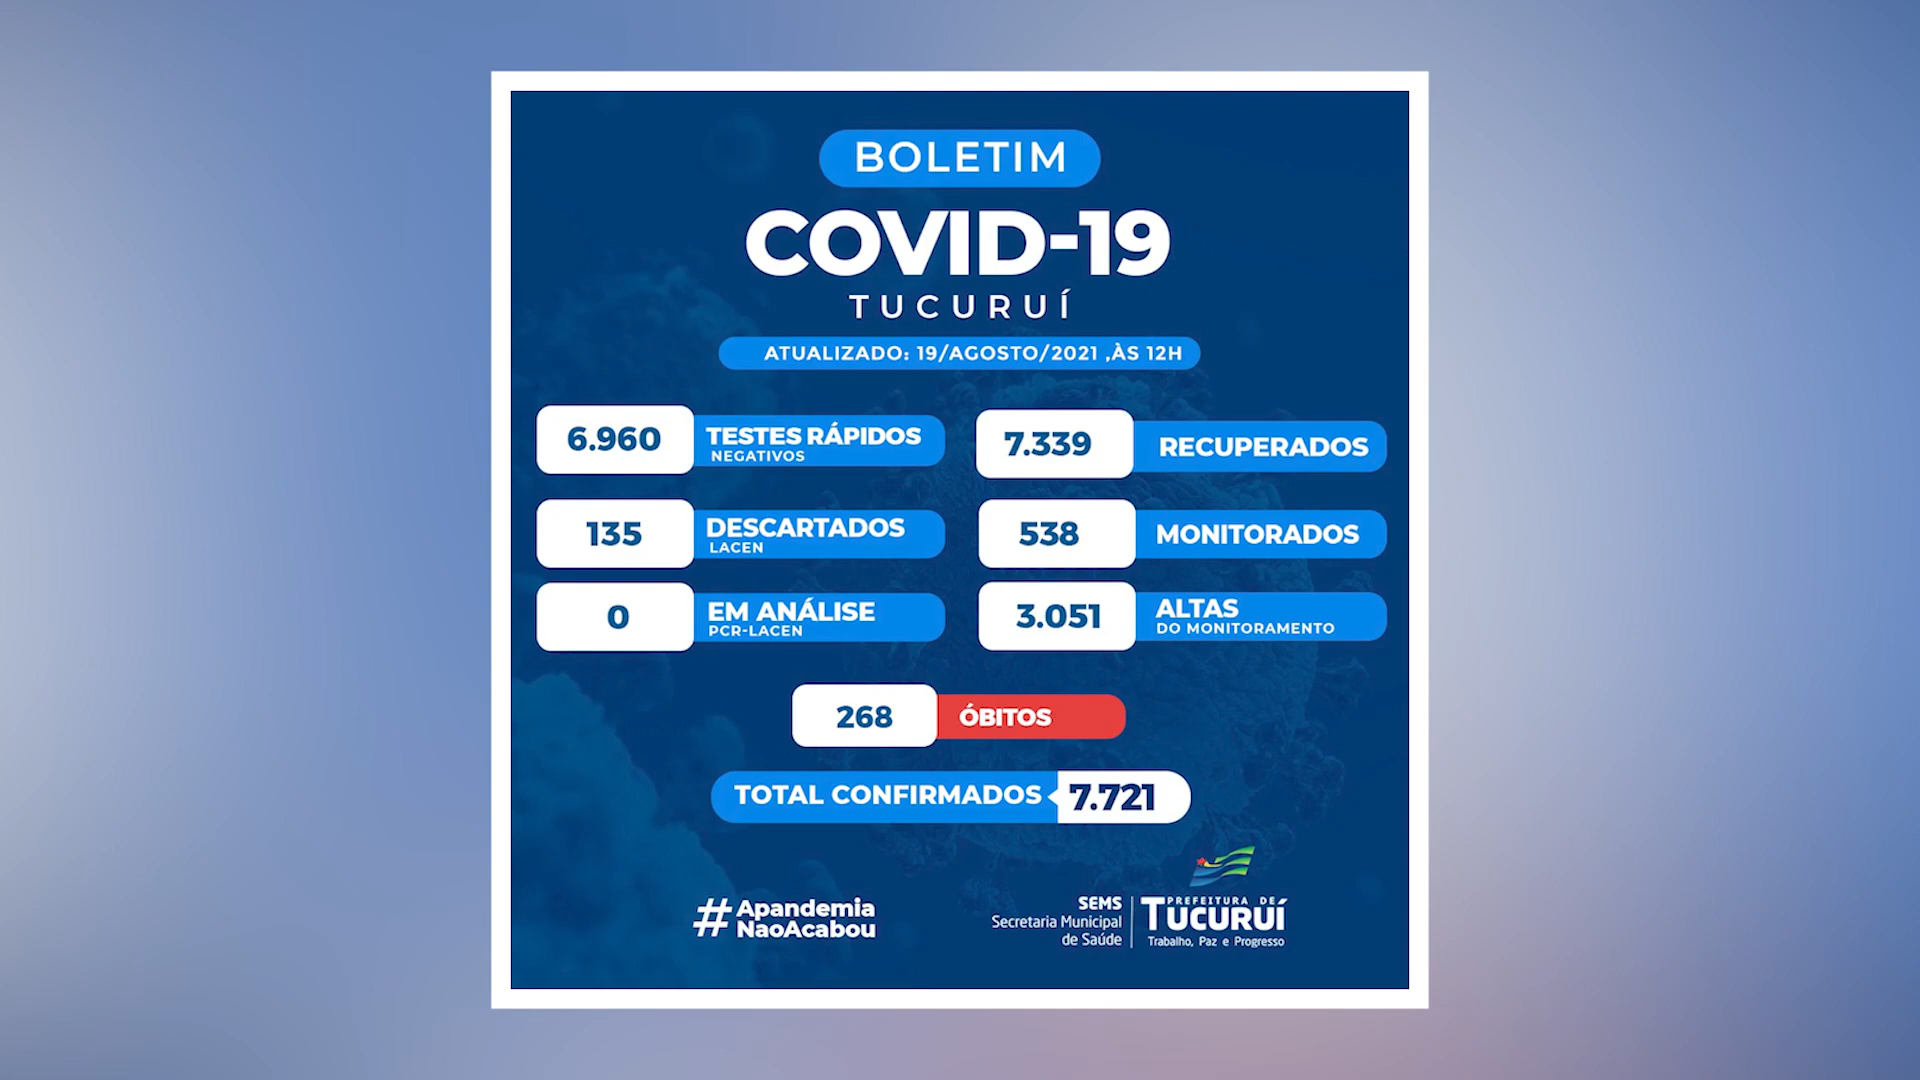 BOLETIM
COVID-19
TUCURUÍ
ATUALIZADO: 19/AGOSTO/2021 ,ÀS 12H
6.960 TESTES RÁPIDOS
NEGATIVOS
7.339 RECUPERADOS
135 DESCARTADOS
LACEN
538 MONITORADOS
0 EM ANÁLISE
PCR-LACEN
3.051 ALTAS
DO MONITORAMENTO
268 ÓBITOS
TOTAL CONFIRMADOS 7.721
#Apandemia
NaoAcabou
SEMS
Secretaria Municipal
de Saúde
PREFEITURA DE
TUCURUÍ
Trabalho, Paz e Progresso